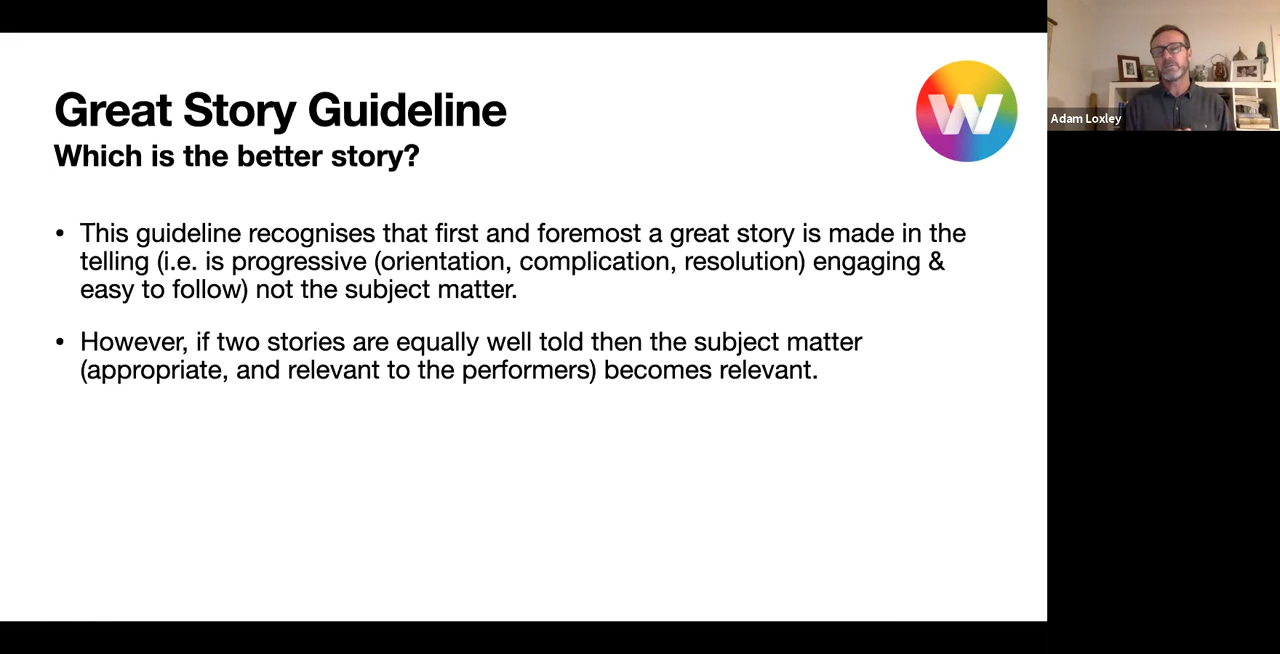 Great Story Guideline
Which is the better story?
• This guideline recognises that first and foremost a great story is made in the
telling (i.e. is progressive (orientation, complication, resolution) engaging &
easy to follow) not the subject matter.
• However, if two stories are equally well told then the subject matter
(appropriate, and relevant to the performers) becomes relevant.
W
Adam Loxley